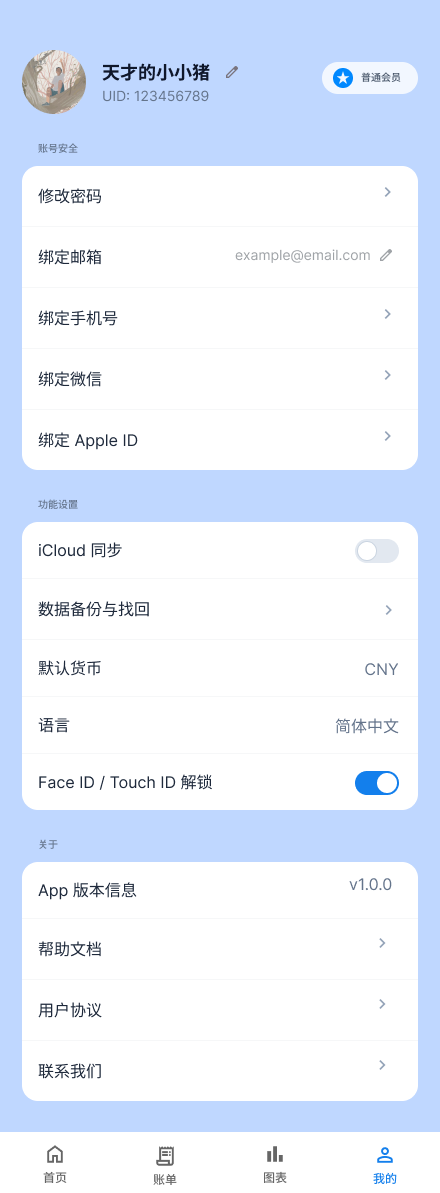 天才的小小猪
UID: 123456789
普通会员
账号安全
修改密码
绑定邮箱 example@email.com
绑定手机号
绑定微信
绑定 Apple ID
功能设置
iCloud 同步
数据备份与找回
默认货币 CNY
语言 简体中文
Face ID / Touch ID 解锁
关于
App 版本信息 v1.0.0
帮助文档
用户协议
联系我们
首页 账单 图表 我的